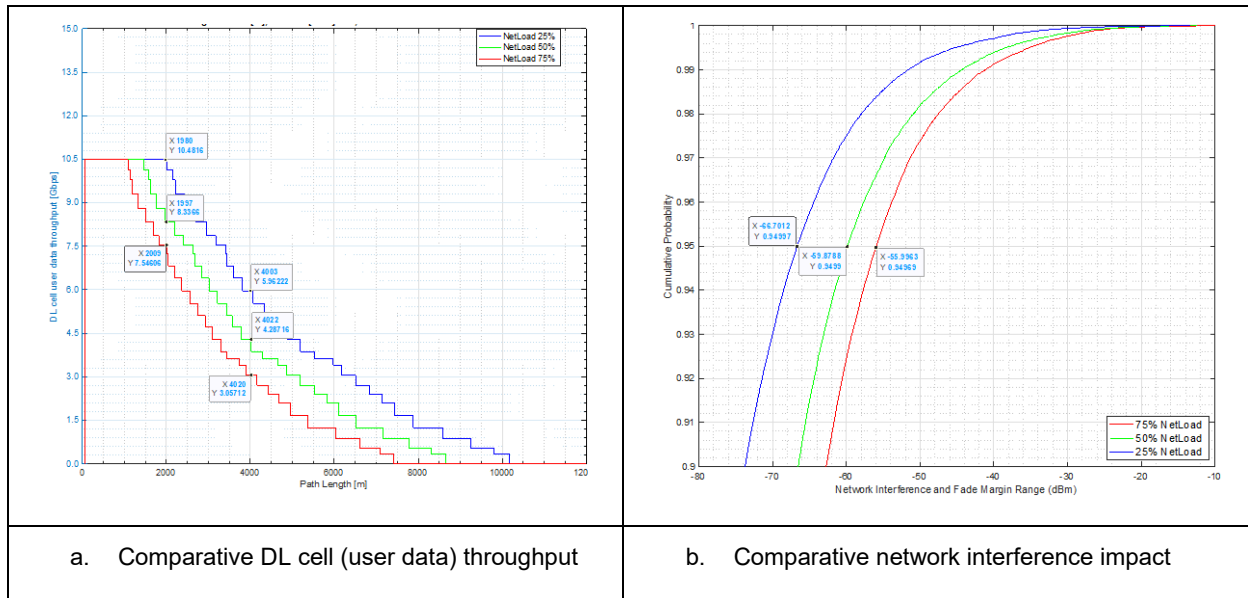 15.0
13.5
12.0
10.5
9.0
7.5
6.0
4.5
3.0
1.5
0.0
DL cell user data throughput [Gbps]
NetLoad 25%
NetLoad 50%
NetLoad 75%
X 1980
Y 10.4816
X 1997
Y 8.3366
X 2009
Y 7.54606
X 4003
Y 5.96222
X 4022
Y 4.28716
X 4020
Y 3.05712
0 2000 4000 6000 8000 10000 120
Path Length [m]
1
0.99
0.98
0.97
0.96
0.95
0.94
0.93
0.92
0.91
0.9
Cumulative Probability
X -66.7012
Y 0.94997
X -59.8788
Y 0.9499
X -55.9963
Y 0.94969
75% NetLoad
50% NetLoad
25% NetLoad
-80 -70 -60 -50 -40 -30 -20 -10
Network Interference and Fade Margin Range (dBm)
a. Comparative DL cell (user data) throughput
b. Comparative network interference impact